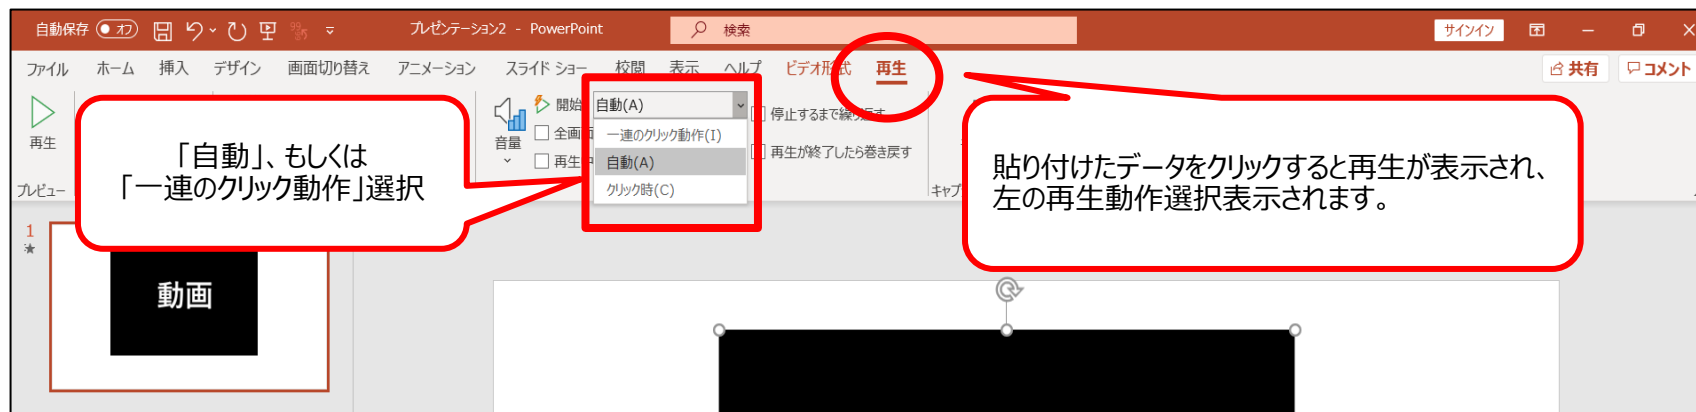 自動保存 オフ プレゼンテーション2 - PowerPoint 検索 サインイン
ファイル ホーム 挿入 デザイン 画面切り替え アニメーション スライド ショー 校閲 表示 ヘルプ ビデオ形式 再生 共有 コメント
再生
プレビュー
「自動」、もしくは
「一連のクリック動作」選択
音量
開始 自動(A)
全画面
再生中
一連のクリック動作(I)
自動(A)
クリック時(C)
停止するまで繰り返す
再生が終了したら巻き戻す
キャプ
貼り付けたデータをクリックすると再生が表示され、
左の再生動作選択表示されます。
1
動画